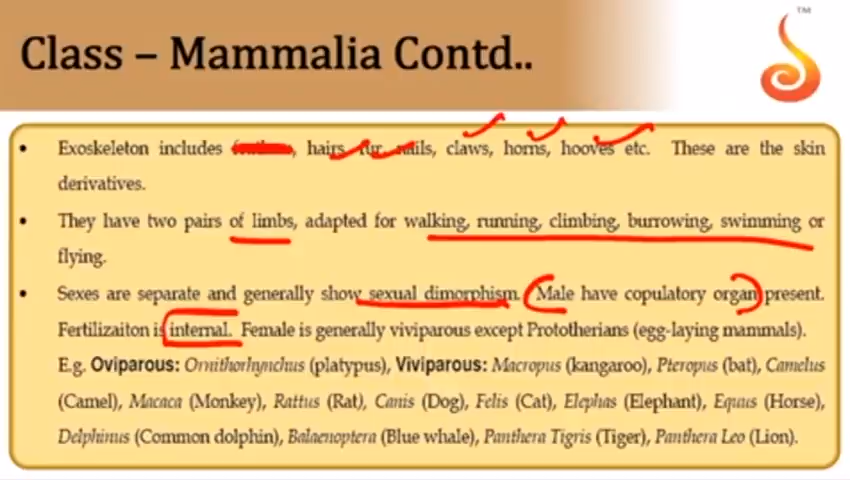 TM
Class – Mammalia Contd..
• Exoskeleton includes , hairs, fur, nails, claws, horns, hooves etc. These are the skin
derivatives.
• They have two pairs of limbs, adapted for walking, running, climbing, burrowing, swimming or
flying.
• Sexes are separate and generally show sexual dimorphism. Male have copulatory organ present.
Fertilizaiton is internal. Female is generally viviparous except Prototherians (egg-laying mammals).
E.g. Oviparous: Ornithorhynchus (platypus), Viviparous: Macropus (kangaroo), Pteropus (bat), Camelus
(Camel), Macaca (Monkey), Rattus (Rat), Canis (Dog), Felis (Cat), Elephas (Elephant), Equus (Horse),
Delphinus (Common dolphin), Balaenoptera (Blue whale), Panthera Tigris (Tiger), Panthera Leo (Lion).